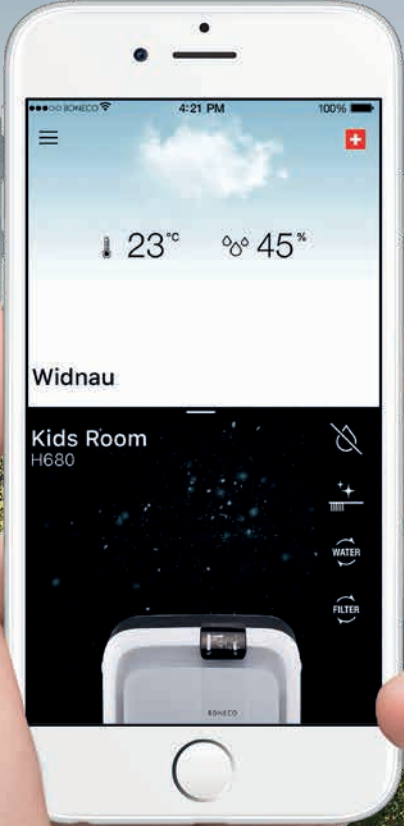 BONECO 4:21 PM 100%
23°C 45%
Widnau
Kids Room
H680
WATER
FILTER
BONECO